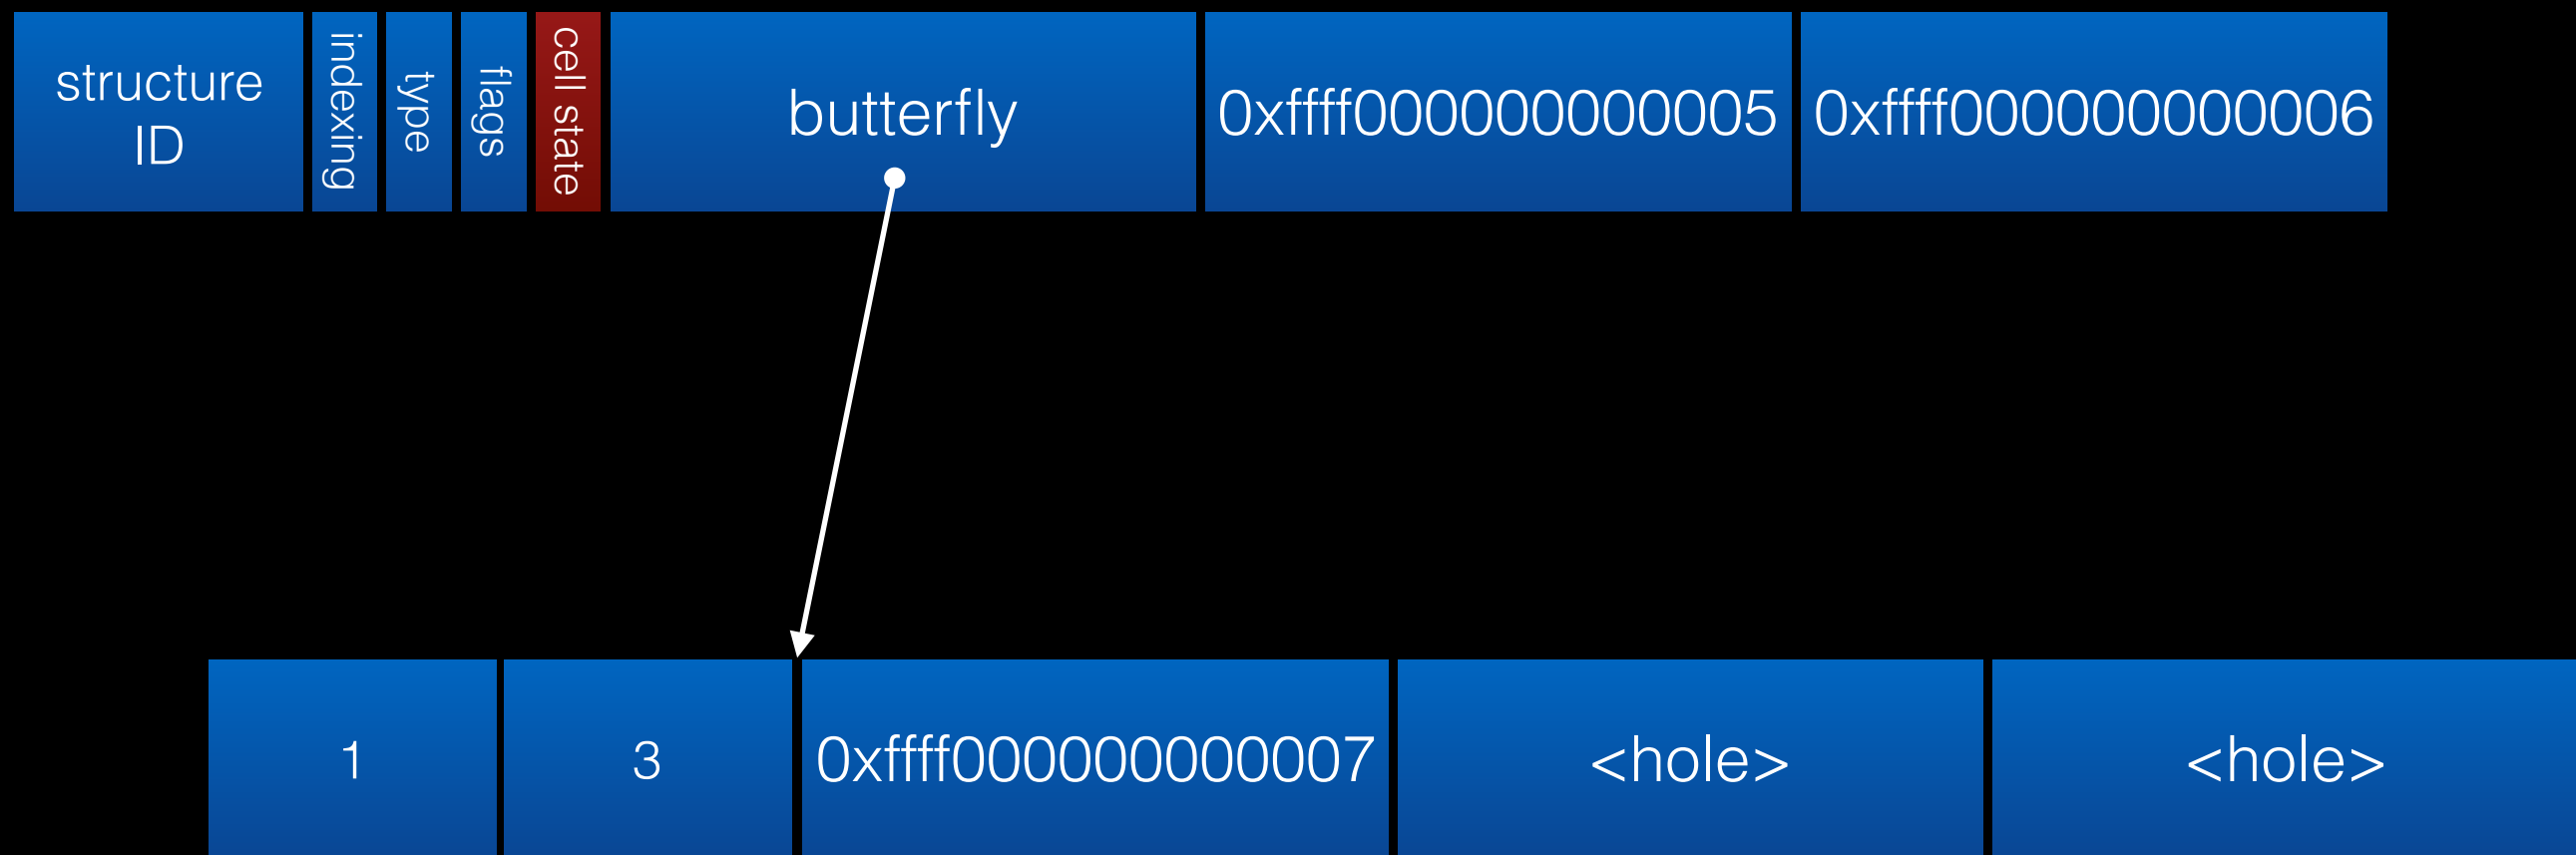 structure
ID
indexing
type
flags
cell state
butterfly
0xffff000000000005
0xffff000000000006
1
3
0xffff000000000007
<hole>
<hole>